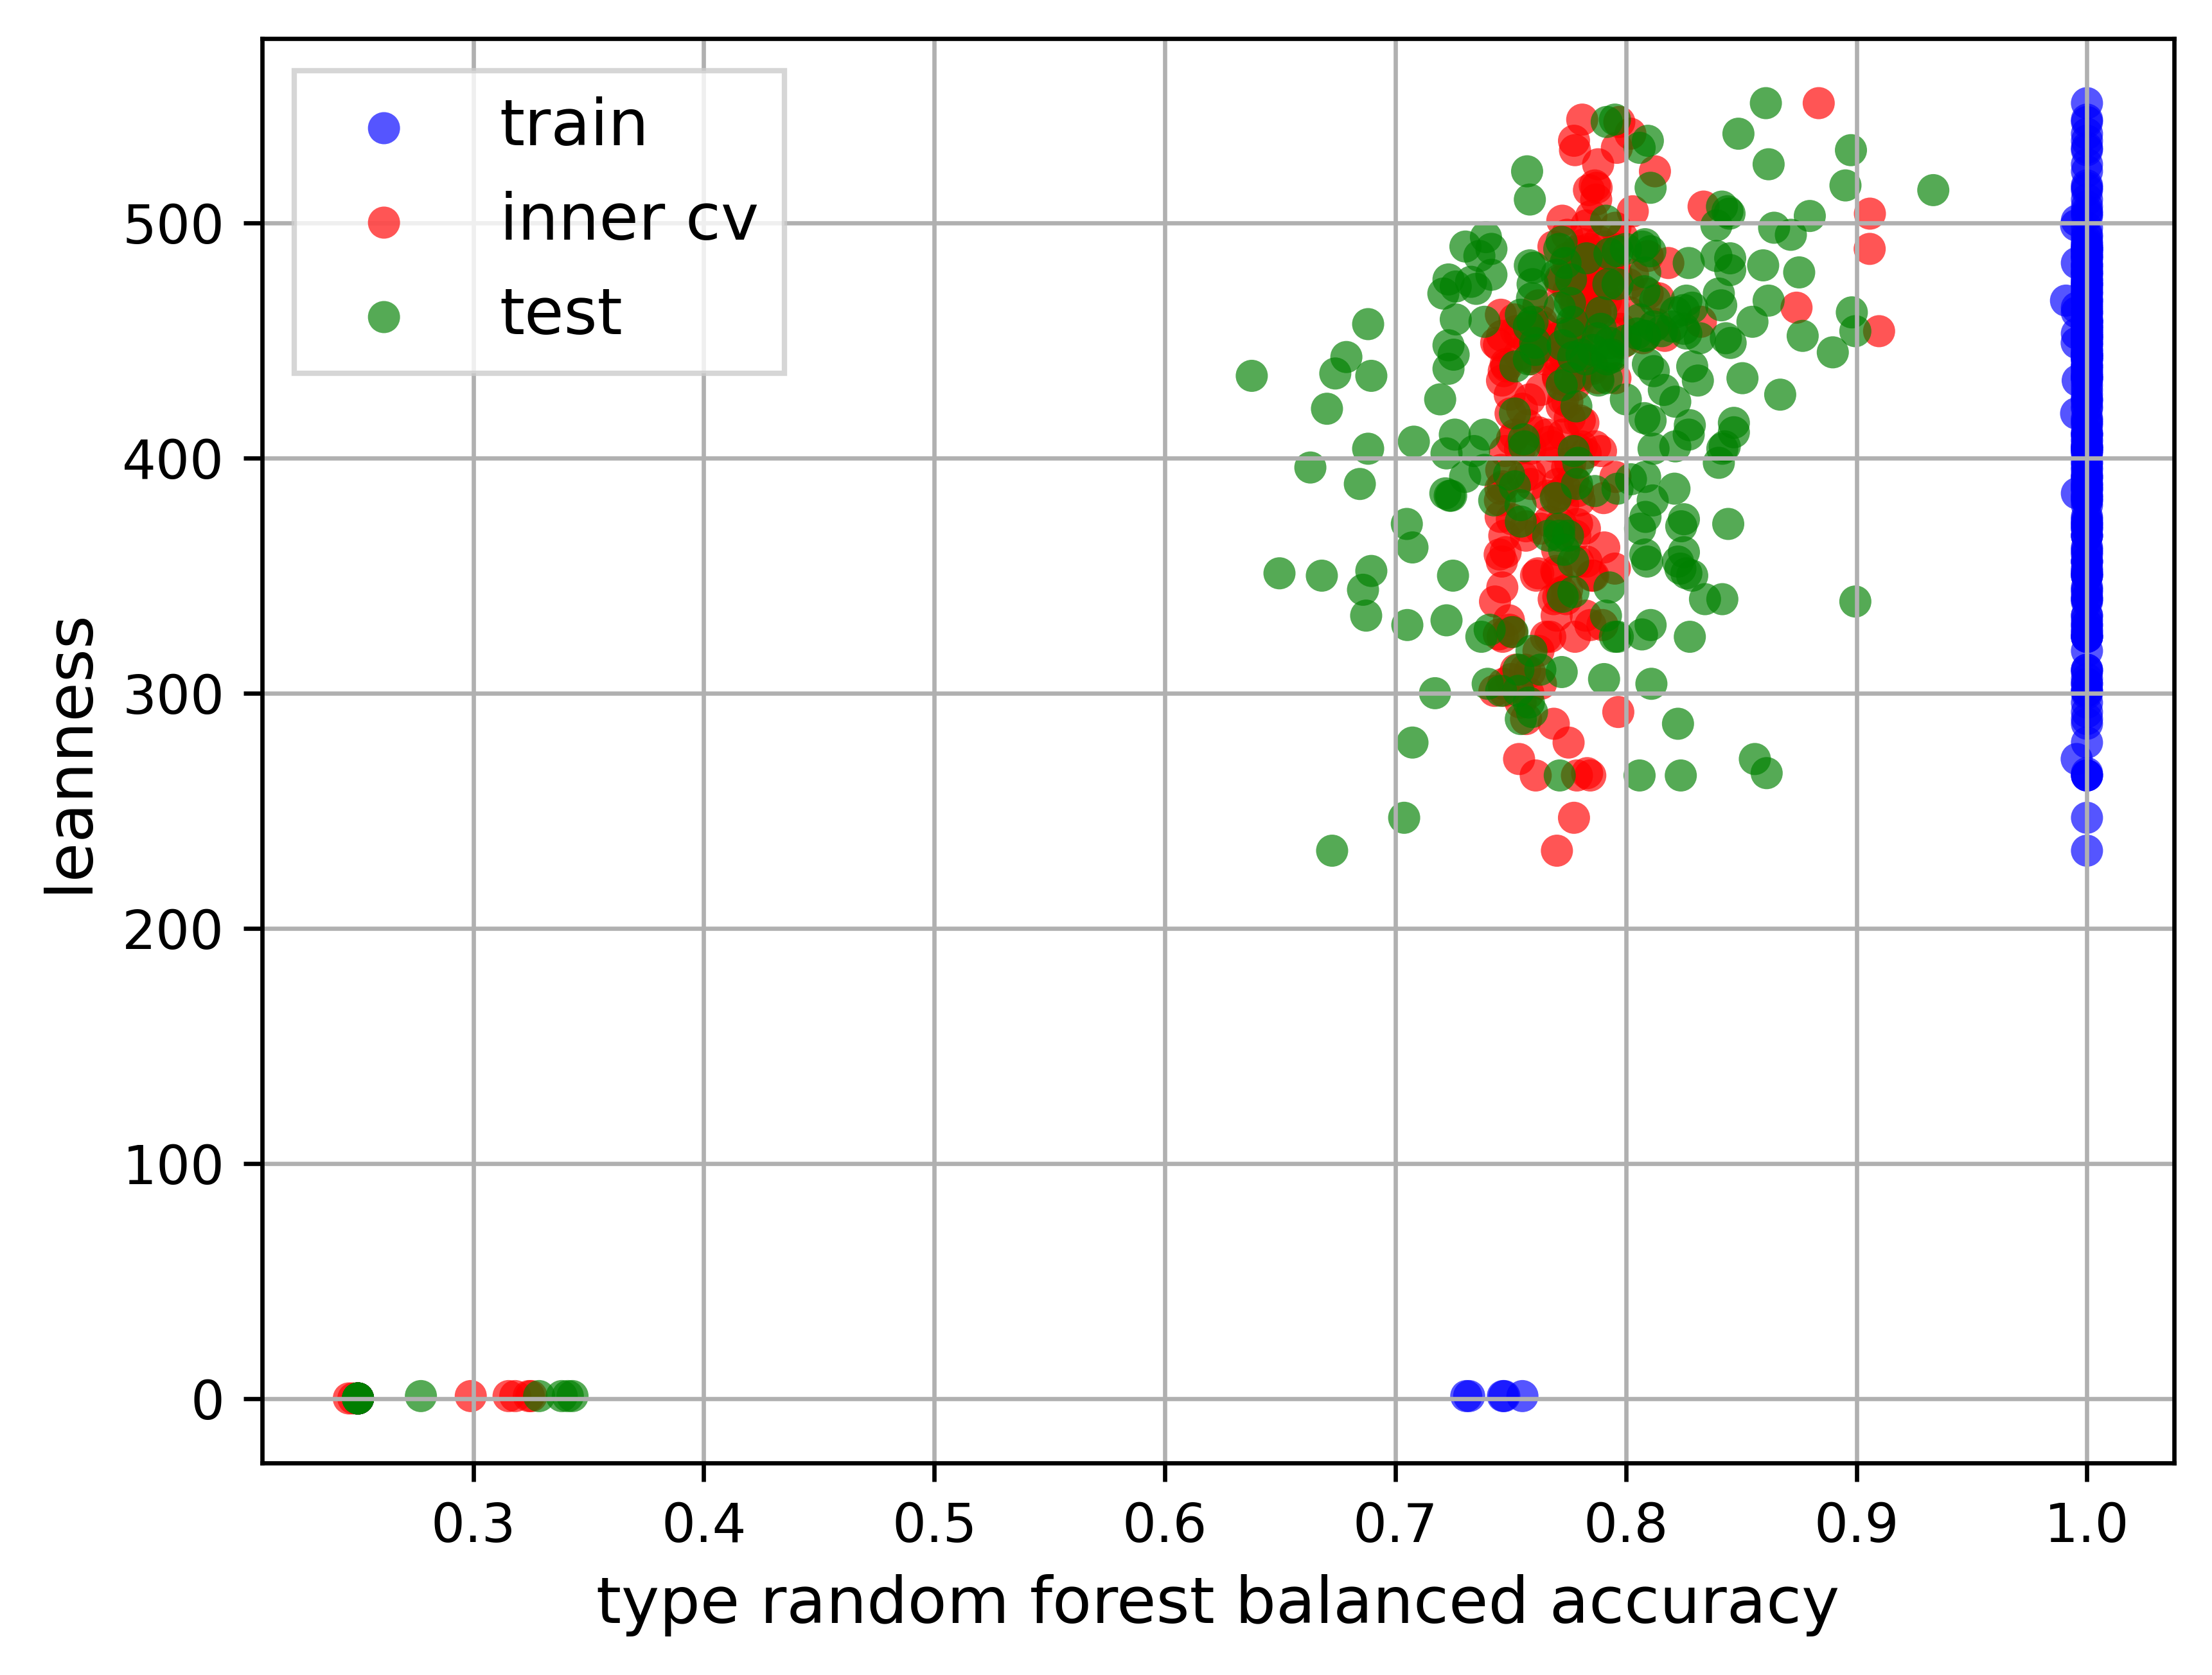 train
inner cv
test
500
400
300
200
100
0
leanness
0.3 0.4 0.5 0.6 0.7 0.8 0.9 1.0
type random forest balanced accuracy